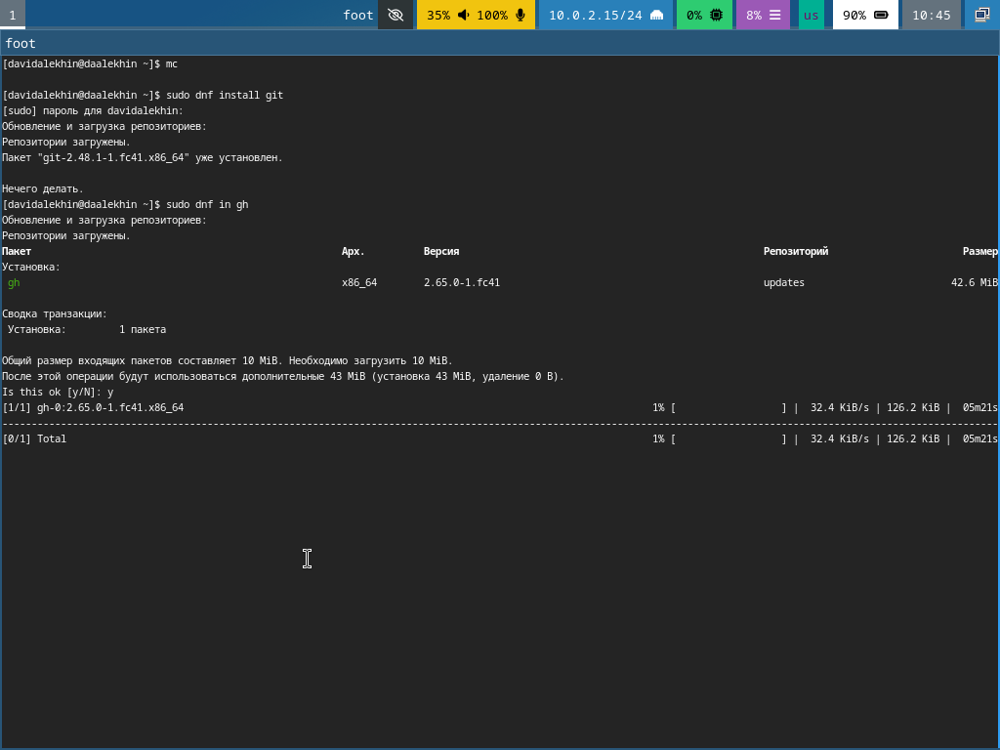 1 foot 35% 100% 10.0.2.15/24 0% 8% us 90% 10:45
foot
[davidalekhin@daalekhin ~]$ mc
[davidalekhin@daalekhin ~]$ sudo dnf install git
[sudo] пароль для davidalekhin:
Обновление и загрузка репозиториев:
Репозитории загружены.
Пакет "git-2.48.1-1.fc41.x86_64" уже установлен.
Нечего делать.
[davidalekhin@daalekhin ~]$ sudo dnf in gh
Обновление и загрузка репозиториев:
Репозитории загружены.
Пакет Арх. Версия Репозиторий Размер
Установка:
gh x86_64 2.65.0-1.fc41 updates 42.6 MiB
Сводка транзакции:
Установка: 1 пакета
Общий размер входящих пакетов составляет 10 MiB. Необходимо загрузить 10 MiB.
После этой операции будут использоваться дополнительные 43 MiB (установка 43 MiB, удаление 0 B).
Is this ok [y/N]: y
[1/1] gh-0:2.65.0-1.fc41.x86_64 1% [ ] | 32.4 KiB/s | 126.2 KiB | 05m21s
--------------------------------------------------------------------------------
[0/1] Total 1% [ ] | 32.4 KiB/s | 126.2 KiB | 05m21s